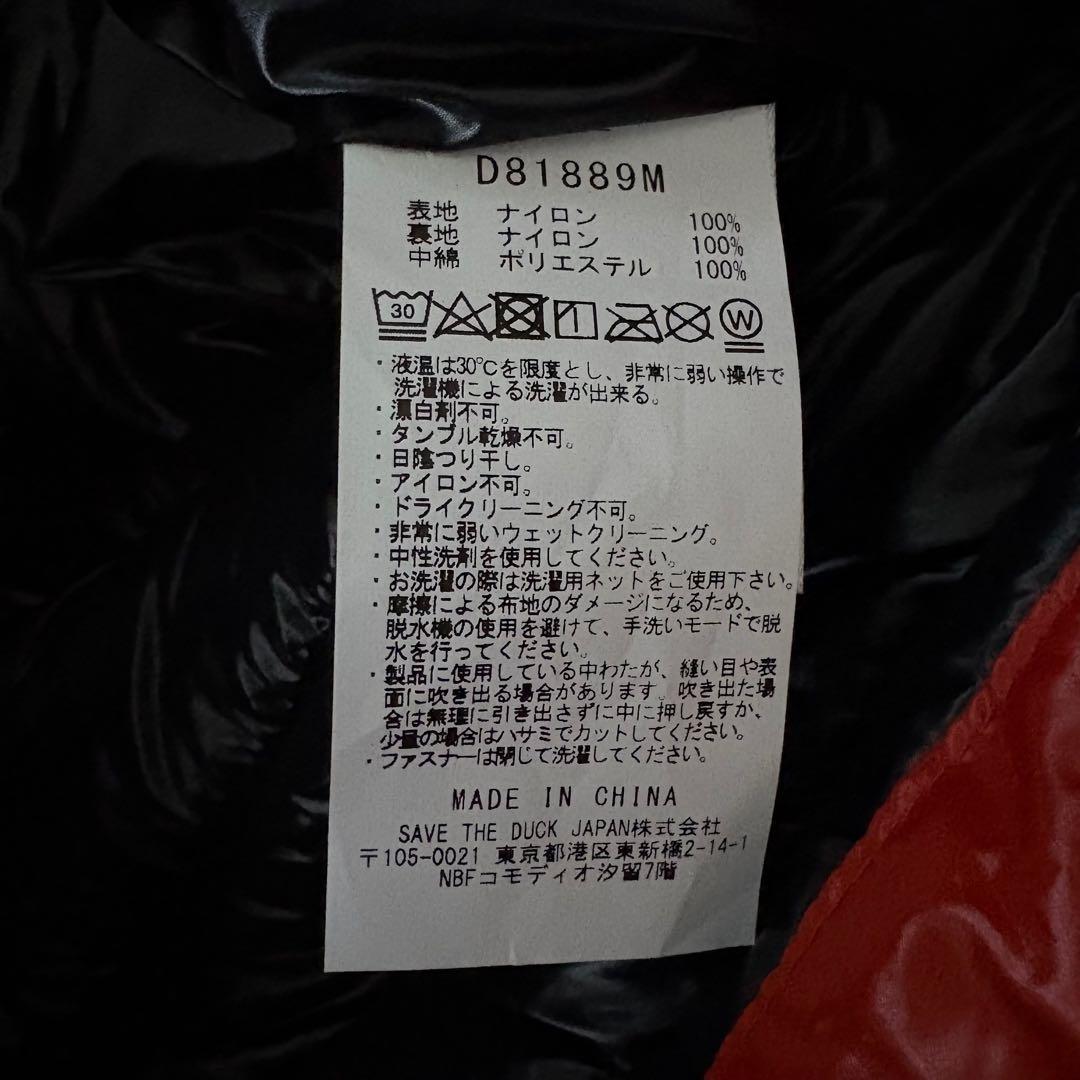 D81889M
表地 ナイロン 100%
裏地 ナイロン 100%
中綿 ポリエステル 100%
30 W
・液温は30℃を限度とし、非常に弱い操作で
洗濯機による洗濯が出来る。
・漂白剤不可。
・タンブル乾燥不可。
・日陰つり干し。
・アイロン不可。
・ドライクリーニング不可。
・非常に弱いウェットクリーニング。
・中性洗剤を使用してください。
・お洗濯の際は洗濯用ネットをご使用下さい。
・摩擦による布地のダメージになるため、
脱水機の使用を避けて、手洗いモードで脱
水を行ってください。
・製品に使用している中わたが、縫い目や表
面に吹き出る場合があります。吹き出た場
合は無理に引き出さずに中に押し戻すか、
少量の場合はハサミでカットしてください。
・ファスナーは閉じて洗濯してください。
MADE IN CHINA
SAVE THE DUCK JAPAN株式会社
〒105-0021 東京都港区東新橋2-14-1
NBFコモディオ汐留7階